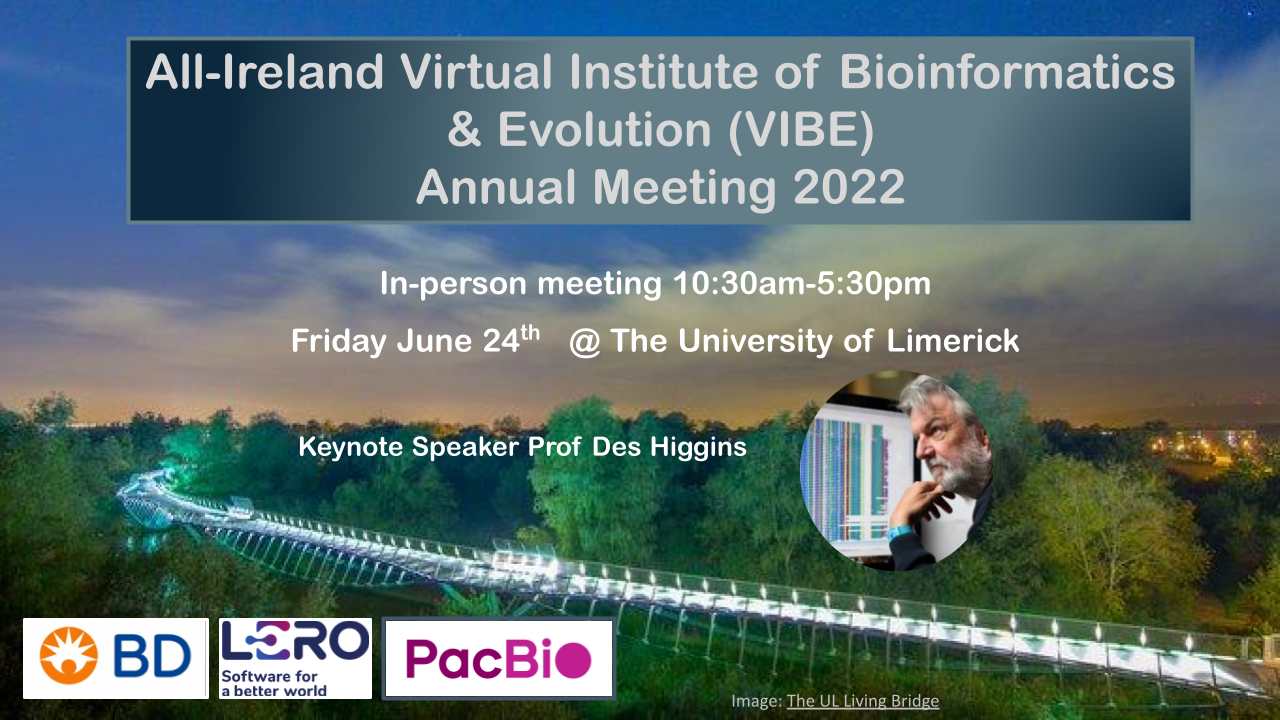 All-Ireland Virtual Institute of Bioinformatics
& Evolution (VIBE)
Annual Meeting 2022
In-person meeting 10:30am-5:30pm
Friday June 24th @ The University of Limerick
Keynote Speaker Prof Des Higgins
BD
LERO
Software for
a better world
PacBio
Image: The UL Living Bridge